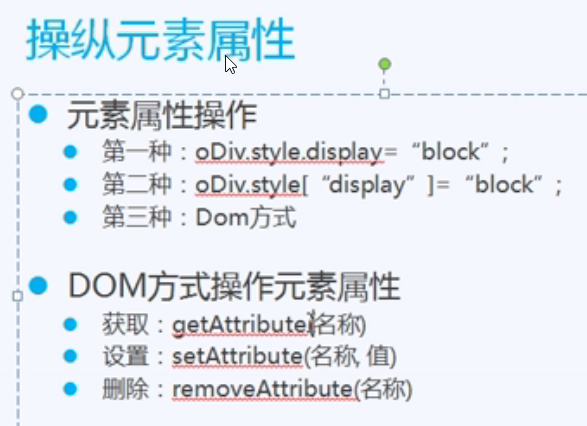 操纵元素属性
元素属性操作
第一种：oDiv.style.display=“block”;
第二种：oDiv.style[“display”]=“block”;
第三种：Dom方式
DOM方式操作元素属性
获取：getAttribute(名称)
设置：setAttribute(名称, 值)
删除：removeAttribute(名称)